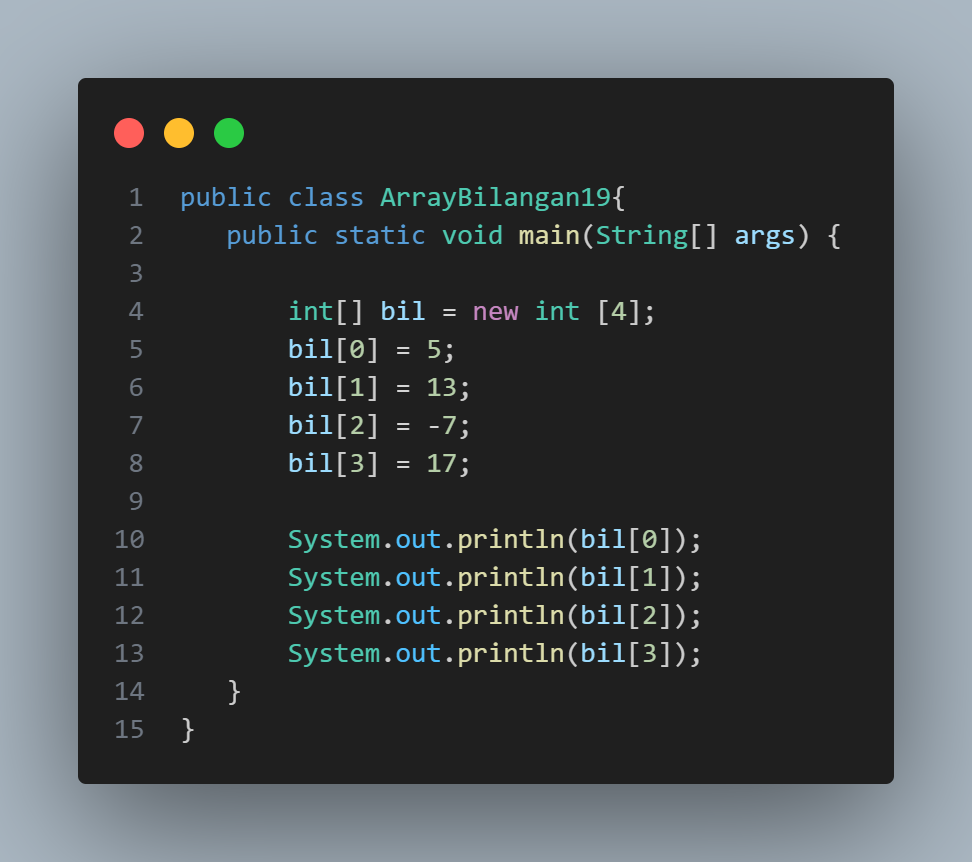 1 public class ArrayBilangan19{
2 public static void main(String[] args) {
3
4 int[] bil = new int [4];
5 bil[0] = 5;
6 bil[1] = 13;
7 bil[2] = -7;
8 bil[3] = 17;
9
10 System.out.println(bil[0]);
11 System.out.println(bil[1]);
12 System.out.println(bil[2]);
13 System.out.println(bil[3]);
14 }
15 }